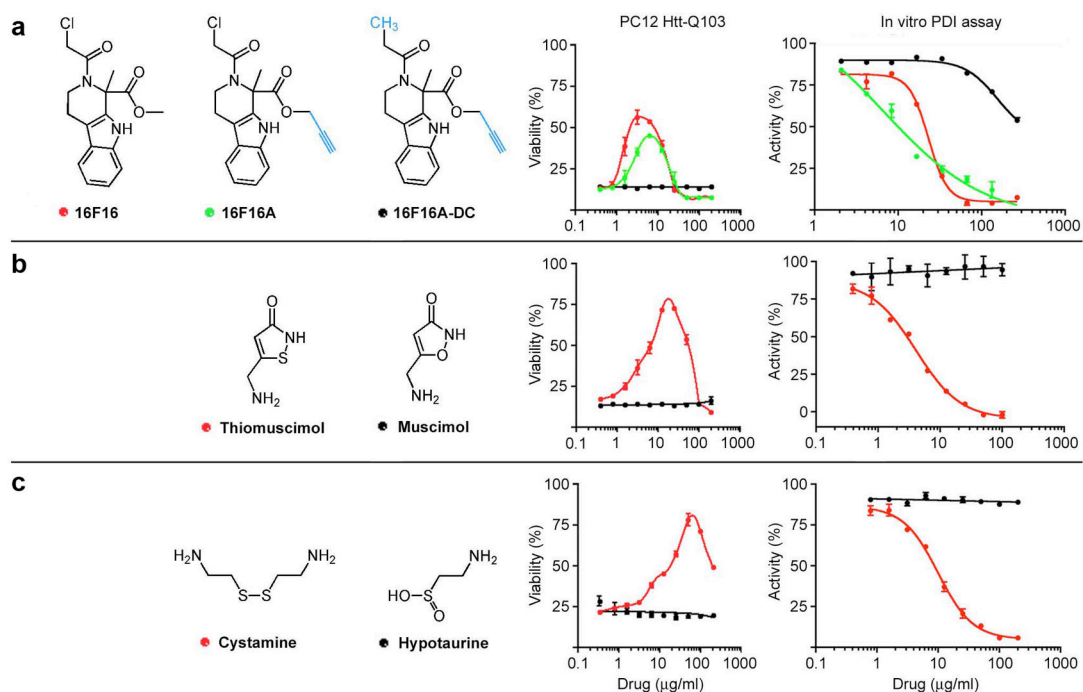 a
PC12 Htt-Q103
In vitro PDI assay
Cl
O
N
O
O
NH
16F16
Cl
O
N
O
O
NH
16F16A
CH3
O
N
O
O
NH
16F16A-DC
Viability (%)
100
75
50
25
0.1 1 10 100 1000
Activity (%)
100
75
50
25
1 10 100 1000
b
O
NH
S
NH2
Thiomuscimol
O
NH
O
NH2
Muscimol
Viability (%)
100
75
50
25
0.1 1 10 100 1000
Activity (%)
100
75
50
25
0
0.1 1 10 100 1000
c
H2N
S–S
NH2
Cystamine
NH2
HO
S
O
Hypotaurine
Viability (%)
100
75
50
25
0.1 1 10 100 1000
Drug (μg/ml)
Activity (%)
100
75
50
25
0.1 1 10 100 1000
Drug (μg/ml)